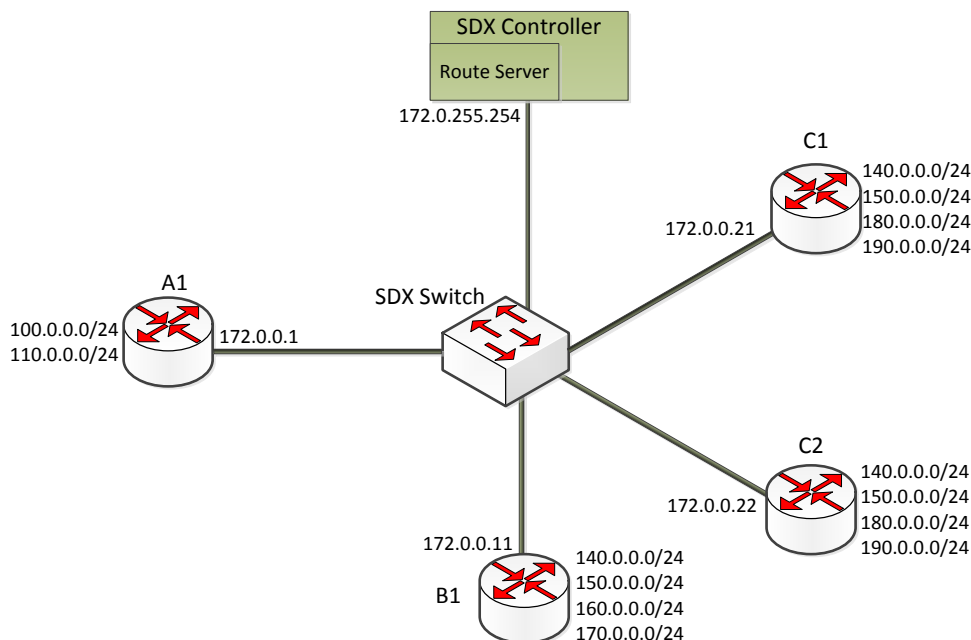 SDX Controller
Route Server
172.0.255.254
C1
140.0.0.0/24
150.0.0.0/24
180.0.0.0/24
190.0.0.0/24
172.0.0.21
A1
SDX Switch
100.0.0.0/24
110.0.0.0/24
172.0.0.1
C2
140.0.0.0/24
150.0.0.0/24
180.0.0.0/24
190.0.0.0/24
172.0.0.22
172.0.0.11
B1
140.0.0.0/24
150.0.0.0/24
160.0.0.0/24
170.0.0.0/24